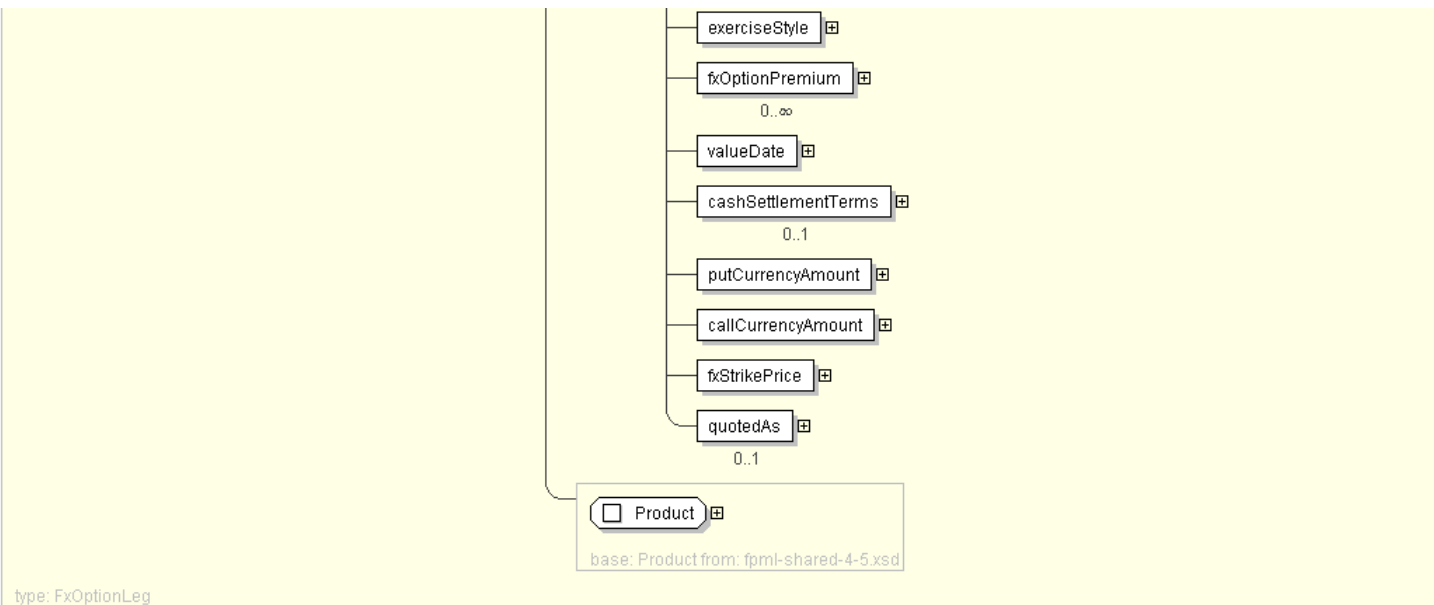 exerciseStyle
fxOptionPremium
0..∞
valueDate
cashSettlementTerms
0..1
putCurrencyAmount
callCurrencyAmount
fxStrikePrice
quotedAs
0..1
Product
base: Product from: fpml-shared-4-5.xsd
type: FxOptionLeg